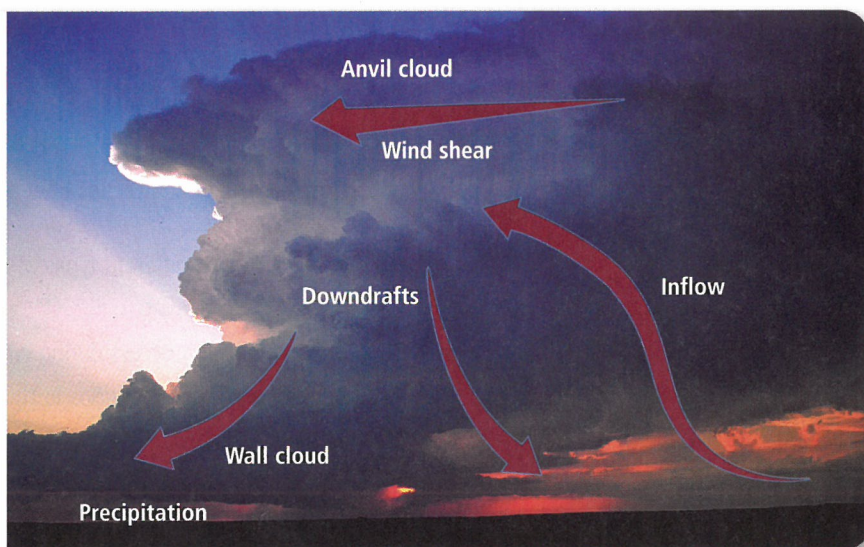 Anvil cloud
Wind shear
Downdrafts
Inflow
Wall cloud
Precipitation